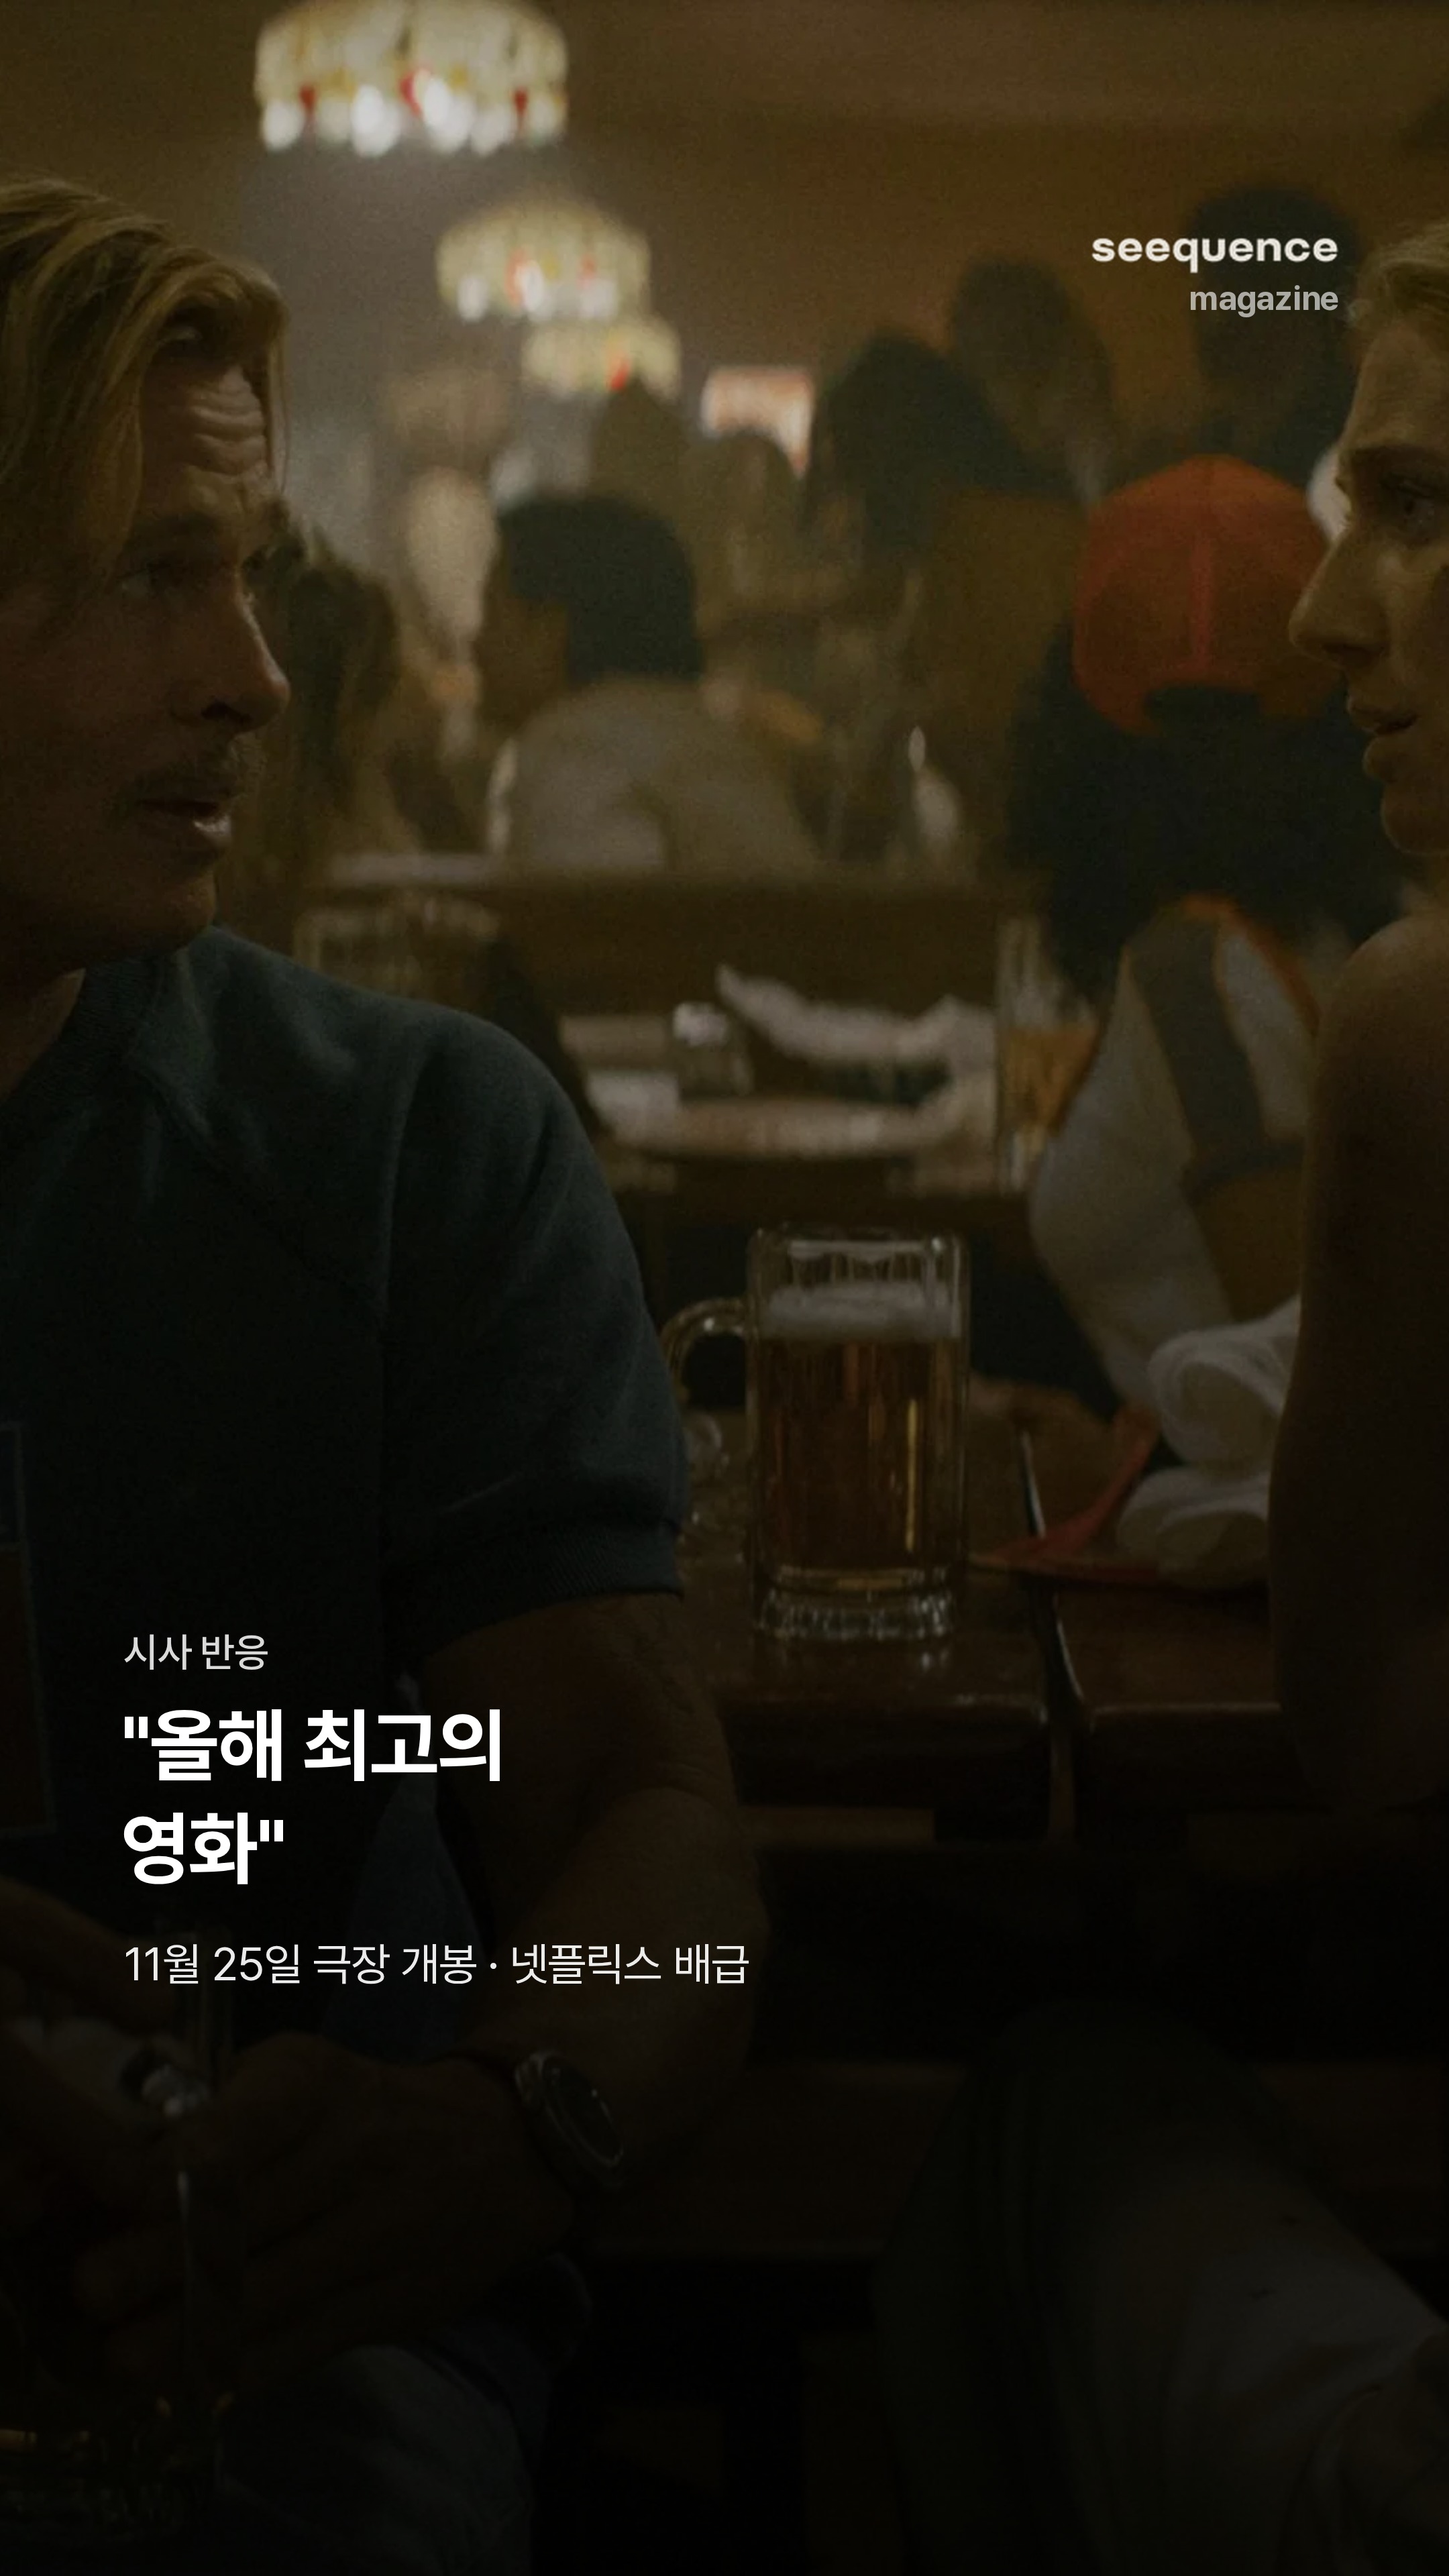 seequence
magazine
시사 반응
"올해 최고의
영화"
11월 25일 극장 개봉 · 넷플릭스 배급